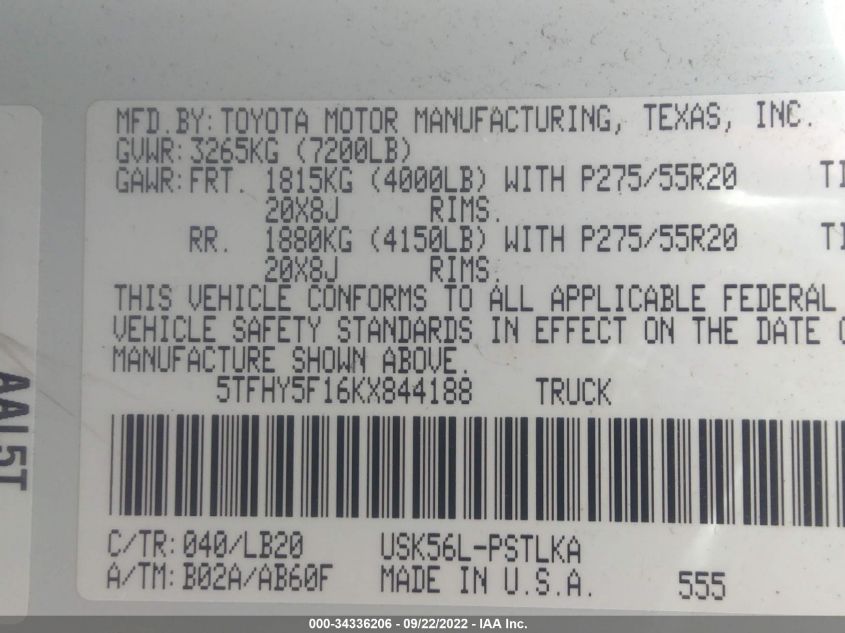 MFD.BY:TOYOTA MOTOR MANUFACTURING, TEXAS, INC.
GVWR:3265KG (7200LB)
GAWR:FRT. 1815KG (4000LB) WITH P275/55R20 TI
20X8J RIMS.
RR. 1880KG (4150LB) WITH P275/55R20 TI
20X8J RIMS.
THIS VEHICLE CONFORMS TO ALL APPLICABLE FEDERAL
VEHICLE SAFETY STANDARDS IN EFFECT ON THE DATE
MANUFACTURE SHOWN ABOVE.
5TFHY5F16KX844188 TRUCK
C/TR:040/LB20 USK56L-PSTLKA
A/TM:B02A/AB60F MADE IN U.S.A. 555
000-34336206 - 09/22/2022 - IAA Inc.